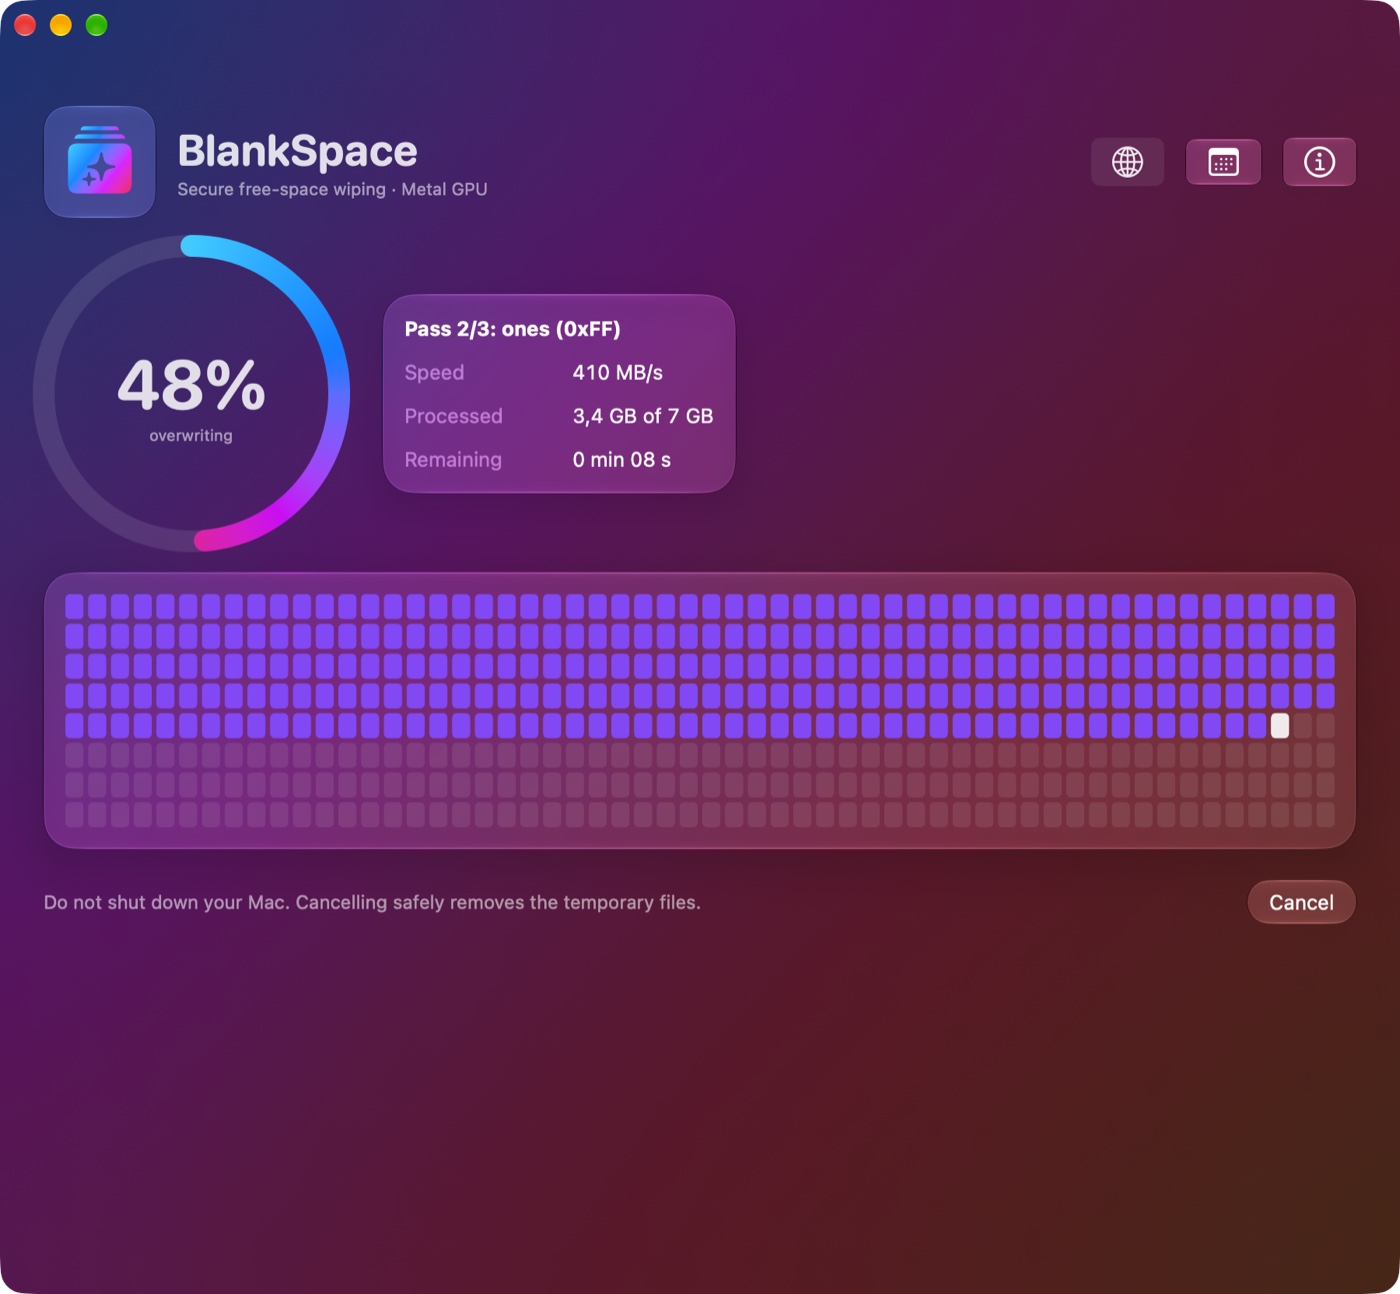 BlankSpace
Secure free-space wiping · Metal GPU
48%
overwriting
Pass 2/3: ones (0xFF)
Speed 410 MB/s
Processed 3,4 GB of 7 GB
Remaining 0 min 08 s
Do not shut down your Mac. Cancelling safely removes the temporary files.
Cancel